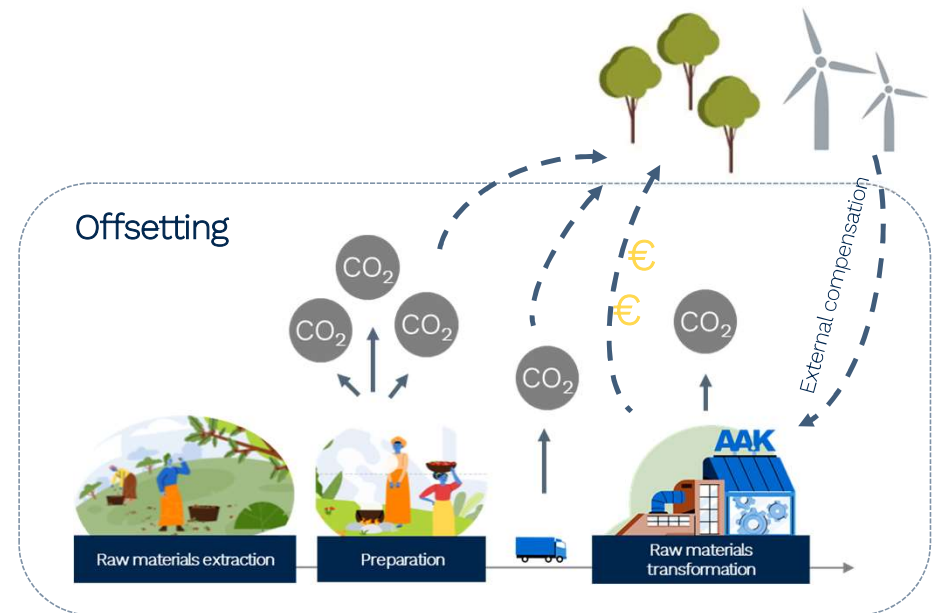 Offsetting
CO₂
CO₂
CO₂
€
€
CO₂
CO₂
External compensation
AAK
Raw materials extraction
Preparation
Raw materials
transformation